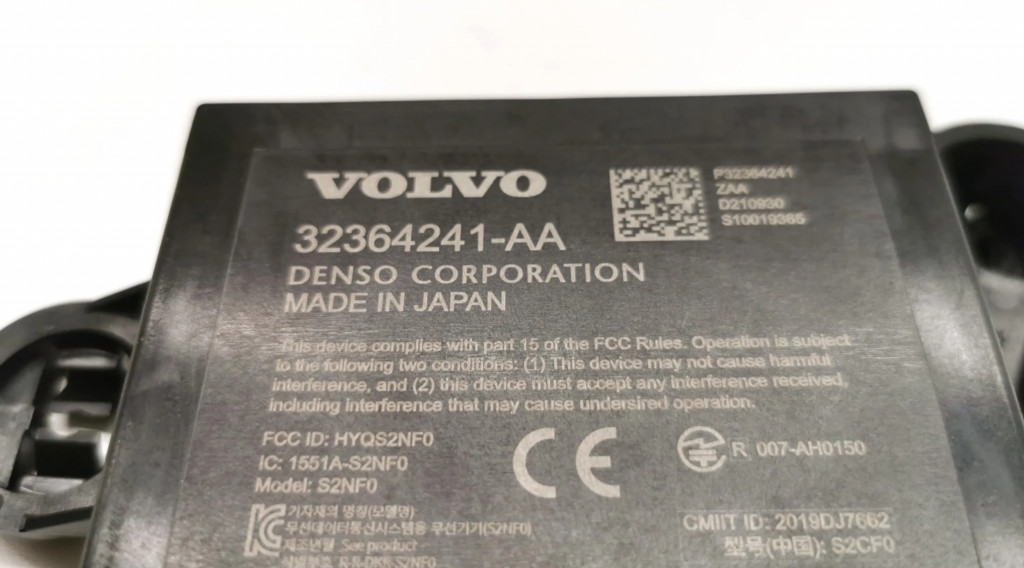 VOLVO
P32364241
ZAA
D210930
S10019365
32364241-AA
DENSO CORPORATION
MADE IN JAPAN
This device complies with part 15 of the FCC Rules. Operation is subject
to the following two conditions: (1) This device may not cause harmful
interference, and (2) this device must accept any interference received,
including interference that may cause undersired operation.
FCC ID: HYQS2NF0
IC: 1551A-S2NF0
Model: S2NF0
CE
R 007-AH0150
기자재의 명칭(모델명)
무선데이터통신시스템용 무선기기(S2NF0)
제조년월 See product
CMIIT ID: 2019DJ7662
型号(中国): S2CF0